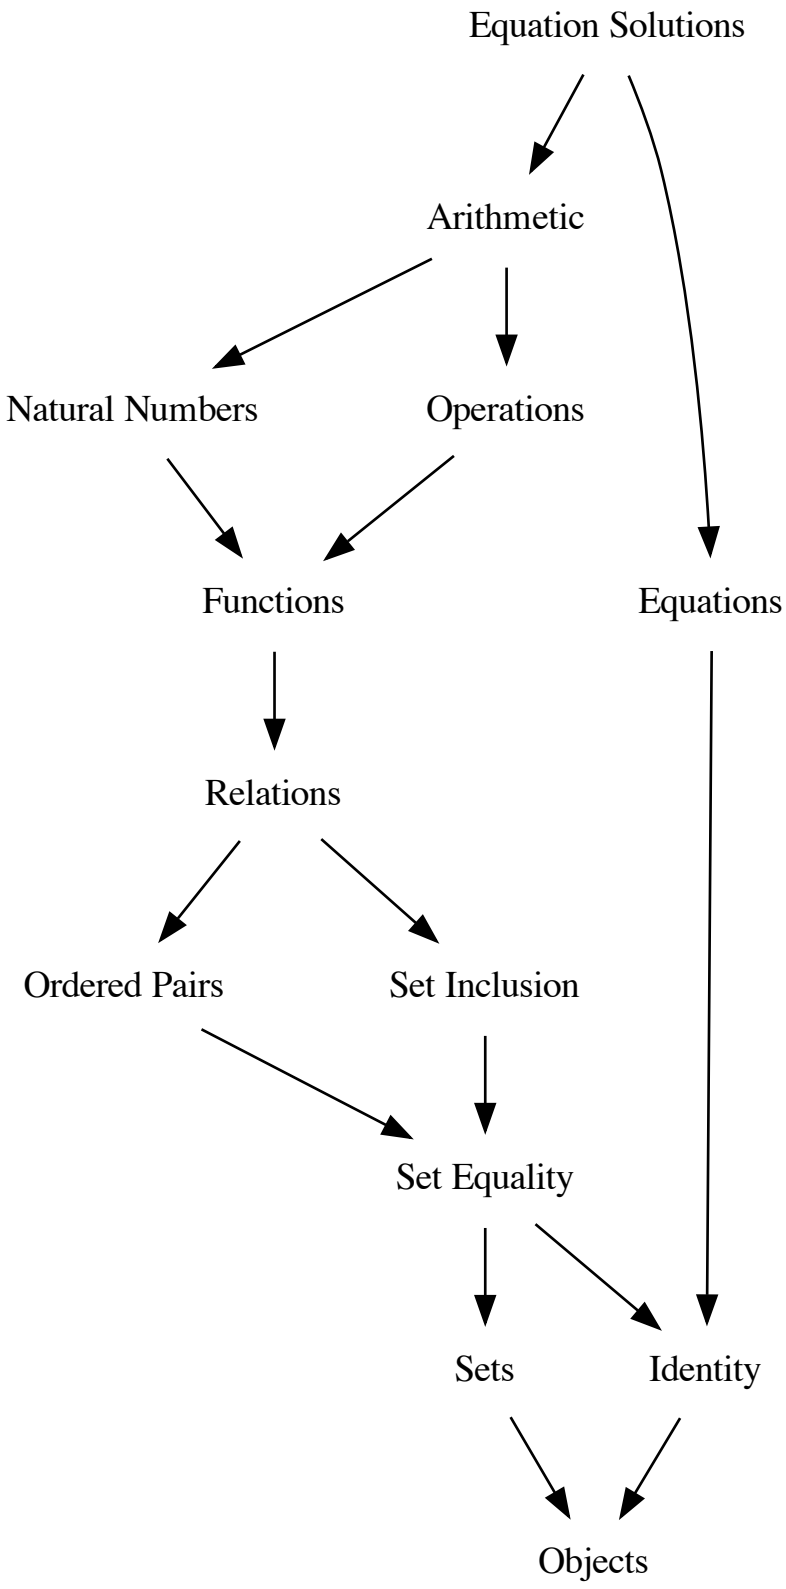 Equation Solutions
Arithmetic
Natural Numbers
Operations
Functions
Equations
Relations
Ordered Pairs
Set Inclusion
Set Equality
Sets
Identity
Objects